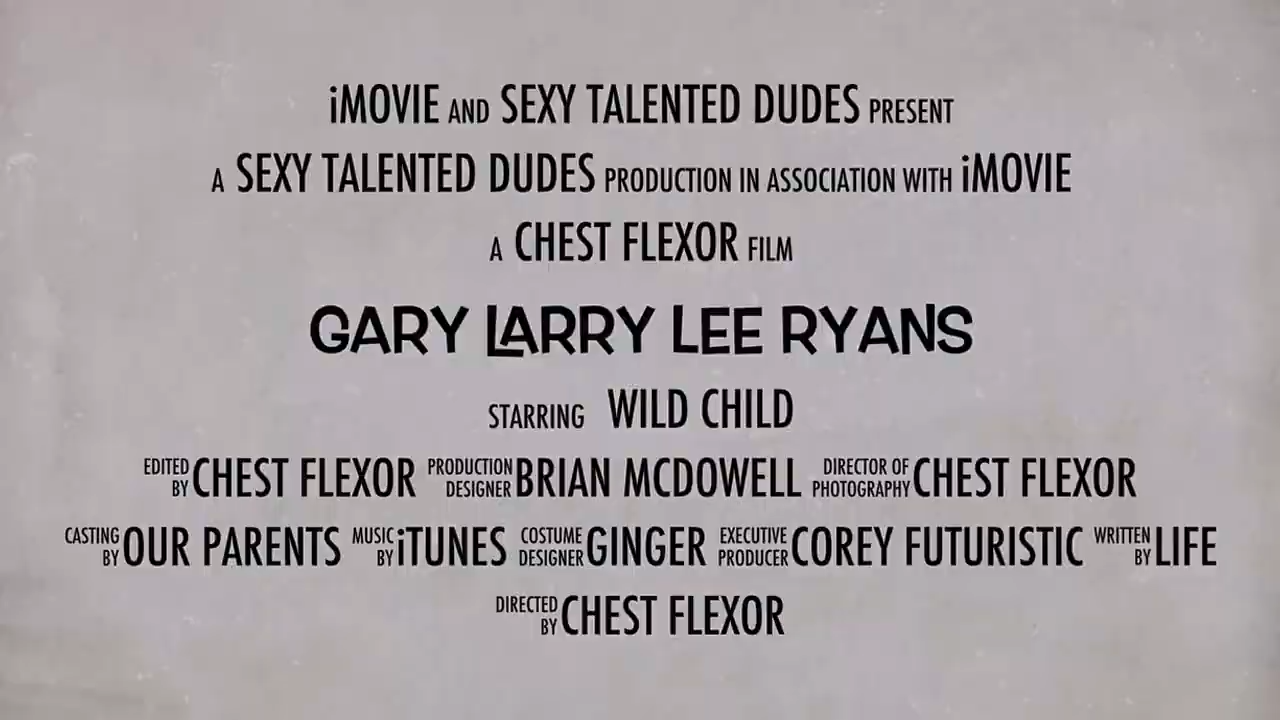 iMOVIE AND SEXY TALENTED DUDES PRESENT
A SEXY TALENTED DUDES PRODUCTION IN ASSOCIATION WITH iMOVIE
A CHEST FLEXOR FILM
GARY LARRY LEE RYANS
STARRING WILD CHILD
EDITED BY CHEST FLEXOR PRODUCTION DESIGNER BRIAN MCDOWELL DIRECTOR OF PHOTOGRAPHY CHEST FLEXOR
CASTING BY OUR PARENTS MUSIC BY iTUNES COSTUME DESIGNER GINGER EXECUTIVE PRODUCER COREY FUTURISTIC WRITTEN BY LIFE
DIRECTED BY CHEST FLEXOR